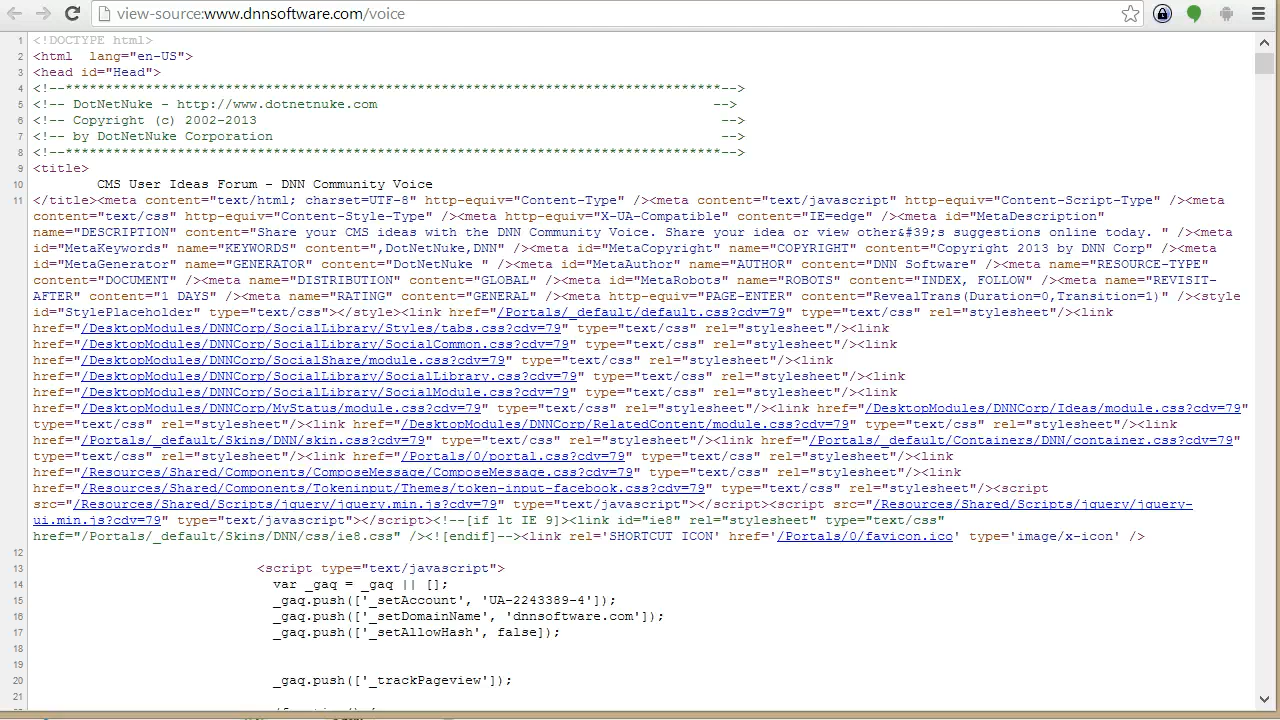 view-source:www.dnnsoftware.com/voice
1 <!DOCTYPE html>
2 <html  lang="en-US">
3 <head id="Head">
4 <!--**********************************************************************************-->
5 <!-- DotNetNuke - http://www.dotnetnuke.com                                          -->
6 <!-- Copyright (c) 2002-2013                                                          -->
7 <!-- by DotNetNuke Corporation                                                        -->
8 <!--**********************************************************************************-->
9 <title>
10         CMS User Ideas Forum - DNN Community Voice
11 </title><meta content="text/html; charset=UTF-8" http-equiv="Content-Type" /><meta content="text/javascript" http-equiv="Content-Script-Type" /><meta
content="text/css" http-equiv="Content-Style-Type" /><meta http-equiv="X-UA-Compatible" content="IE=edge" /><meta id="MetaDescription"
name="DESCRIPTION" content="Share your CMS ideas with the DNN Community Voice. Share your idea or view other&#39;s suggestions online today. " /><meta
id="MetaKeywords" name="KEYWORDS" content=",DotNetNuke,DNN" /><meta id="MetaCopyright" name="COPYRIGHT" content="Copyright 2013 by DNN Corp" /><meta
id="MetaGenerator" name="GENERATOR" content="DotNetNuke " /><meta id="MetaAuthor" name="AUTHOR" content="DNN Software" /><meta name="RESOURCE-TYPE"
content="DOCUMENT" /><meta name="DISTRIBUTION" content="GLOBAL" /><meta id="MetaRobots" name="ROBOTS" content="INDEX, FOLLOW" /><meta name="REVISIT-
AFTER" content="1 DAYS" /><meta name="RATING" content="GENERAL" /><meta http-equiv="PAGE-ENTER" content="RevealTrans(Duration=0,Transition=1)" /><style
id="StylePlaceholder" type="text/css"></style><link href="/Portals/_default/default.css?cdv=79" type="text/css" rel="stylesheet"/><link
href="/DesktopModules/DNNCorp/SocialLibrary/Styles/tabs.css?cdv=79" type="text/css" rel="stylesheet"/><link
href="/DesktopModules/DNNCorp/SocialLibrary/SocialCommon.css?cdv=79" type="text/css" rel="stylesheet"/><link
href="/DesktopModules/DNNCorp/SocialShare/module.css?cdv=79" type="text/css" rel="stylesheet"/><link
href="/DesktopModules/DNNCorp/SocialLibrary/SocialLibrary.css?cdv=79" type="text/css" rel="stylesheet"/><link
href="/DesktopModules/DNNCorp/SocialLibrary/SocialModule.css?cdv=79" type="text/css" rel="stylesheet"/><link
href="/DesktopModules/DNNCorp/MyStatus/module.css?cdv=79" type="text/css" rel="stylesheet"/><link href="/DesktopModules/DNNCorp/Ideas/module.css?cdv=79"
type="text/css" rel="stylesheet"/><link href="/DesktopModules/DNNCorp/RelatedContent/module.css?cdv=79" type="text/css" rel="stylesheet"/><link
href="/Portals/_default/Skins/DNN/skin.css?cdv=79" type="text/css" rel="stylesheet"/><link href="/Portals/_default/Containers/DNN/container.css?cdv=79"
type="text/css" rel="stylesheet"/><link href="/Portals/0/portal.css?cdv=79" type="text/css" rel="stylesheet"/><link
href="/Resources/Shared/Components/ComposeMessage/ComposeMessage.css?cdv=79" type="text/css" rel="stylesheet"/><link
href="/Resources/Shared/Components/Tokeninput/Themes/token-input-facebook.css?cdv=79" type="text/css" rel="stylesheet"/><script
src="/Resources/Shared/Scripts/jquery/jquery.min.js?cdv=79" type="text/javascript"></script><script src="/Resources/Shared/Scripts/jquery/jquery-
ui.min.js?cdv=79" type="text/javascript"></script><!--[if lt IE 9]><link id="ie8" rel="stylesheet" type="text/css"
href="/Portals/_default/Skins/DNN/css/ie8.css" /><![endif]--><link rel='SHORTCUT ICON' href='/Portals/0/favicon.ico' type='image/x-icon' />
12
13 <script type="text/javascript">
14 var _gaq = _gaq || [];
15 _gaq.push(['_setAccount', 'UA-2243389-4']);
16 _gaq.push(['_setDomainName', 'dnnsoftware.com']);
17 _gaq.push(['_setAllowHash', false]);
18
19
20 _gaq.push(['_trackPageview']);
21